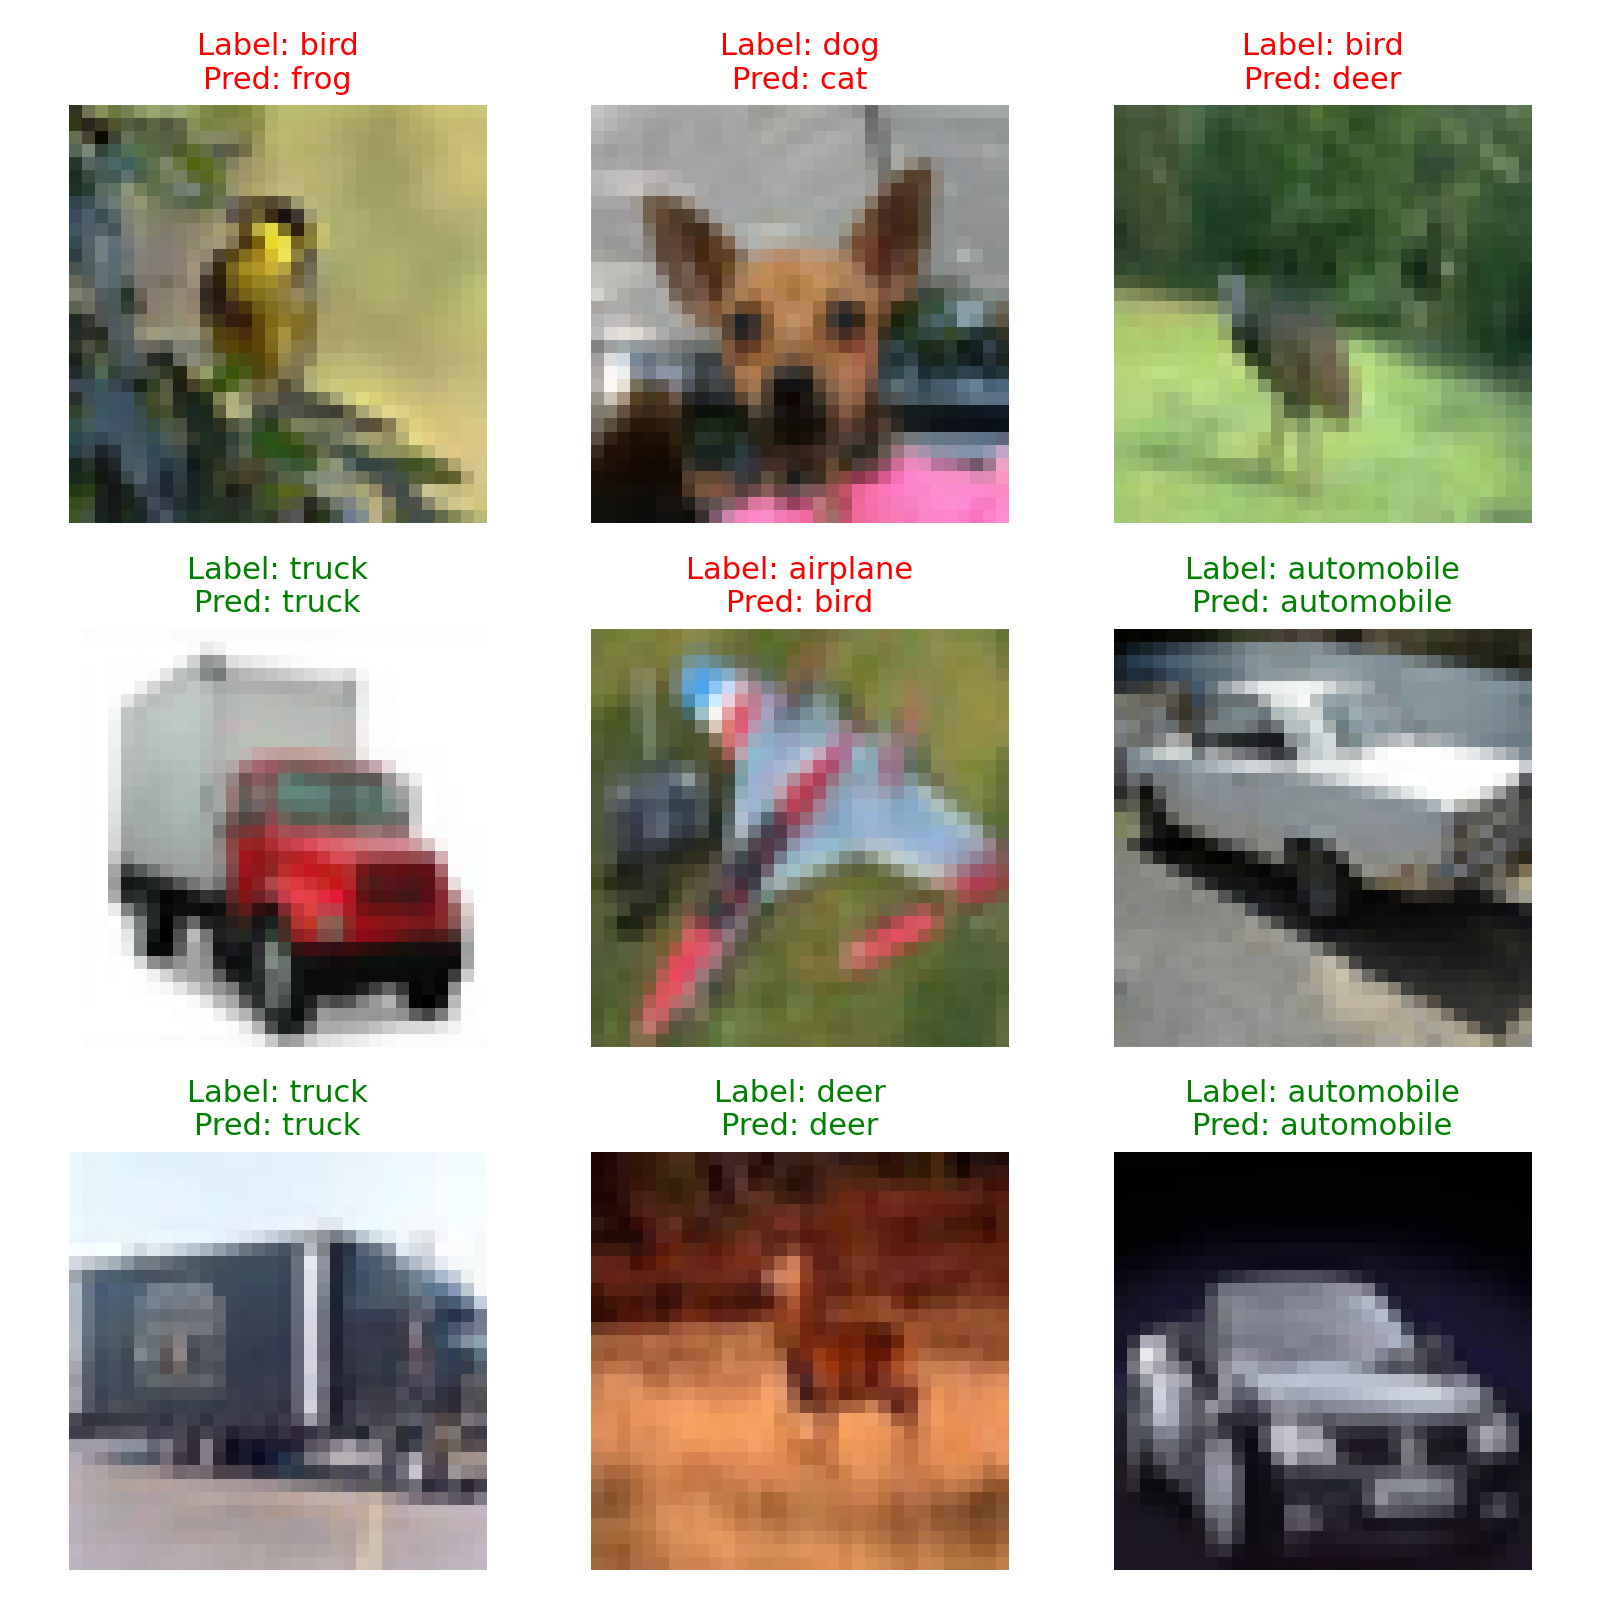 Label: bird
Pred: frog
Label: dog
Pred: cat
Label: bird
Pred: deer
Label: truck
Pred: truck
Label: airplane
Pred: bird
Label: automobile
Pred: automobile
Label: truck
Pred: truck
Label: deer
Pred: deer
Label: automobile
Pred: automobile